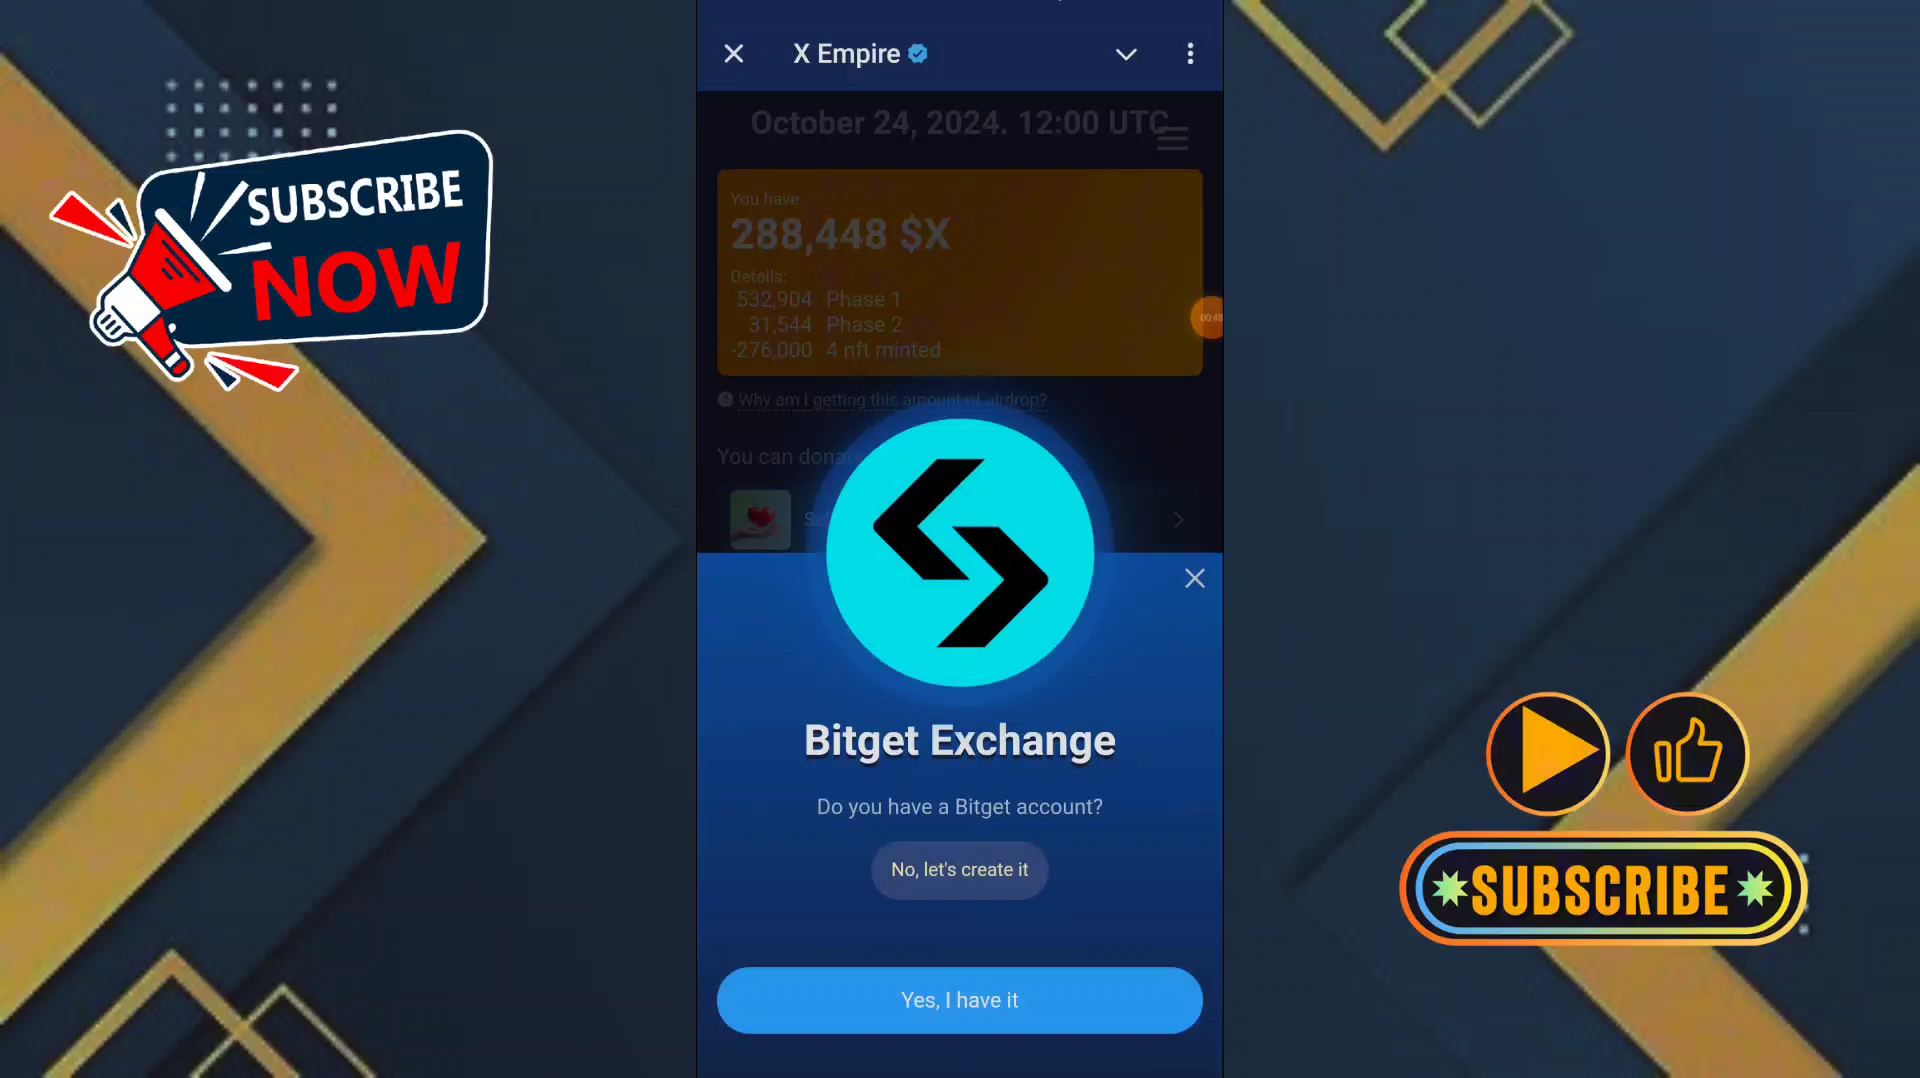 X Empire
October 24, 2024. 12:00 UTC
You have
288,448 $X
Details:
532,904 Phase 1
31,544 Phase 2
-276,000 4 nft minted
00:48
Why am I getting this amount of airdrop?
You can
Bitget Exchange
Do you have a Bitget account?
No, let's create it
Yes, I have it
SUBSCRIBE
NOW
SUBSCRIBE